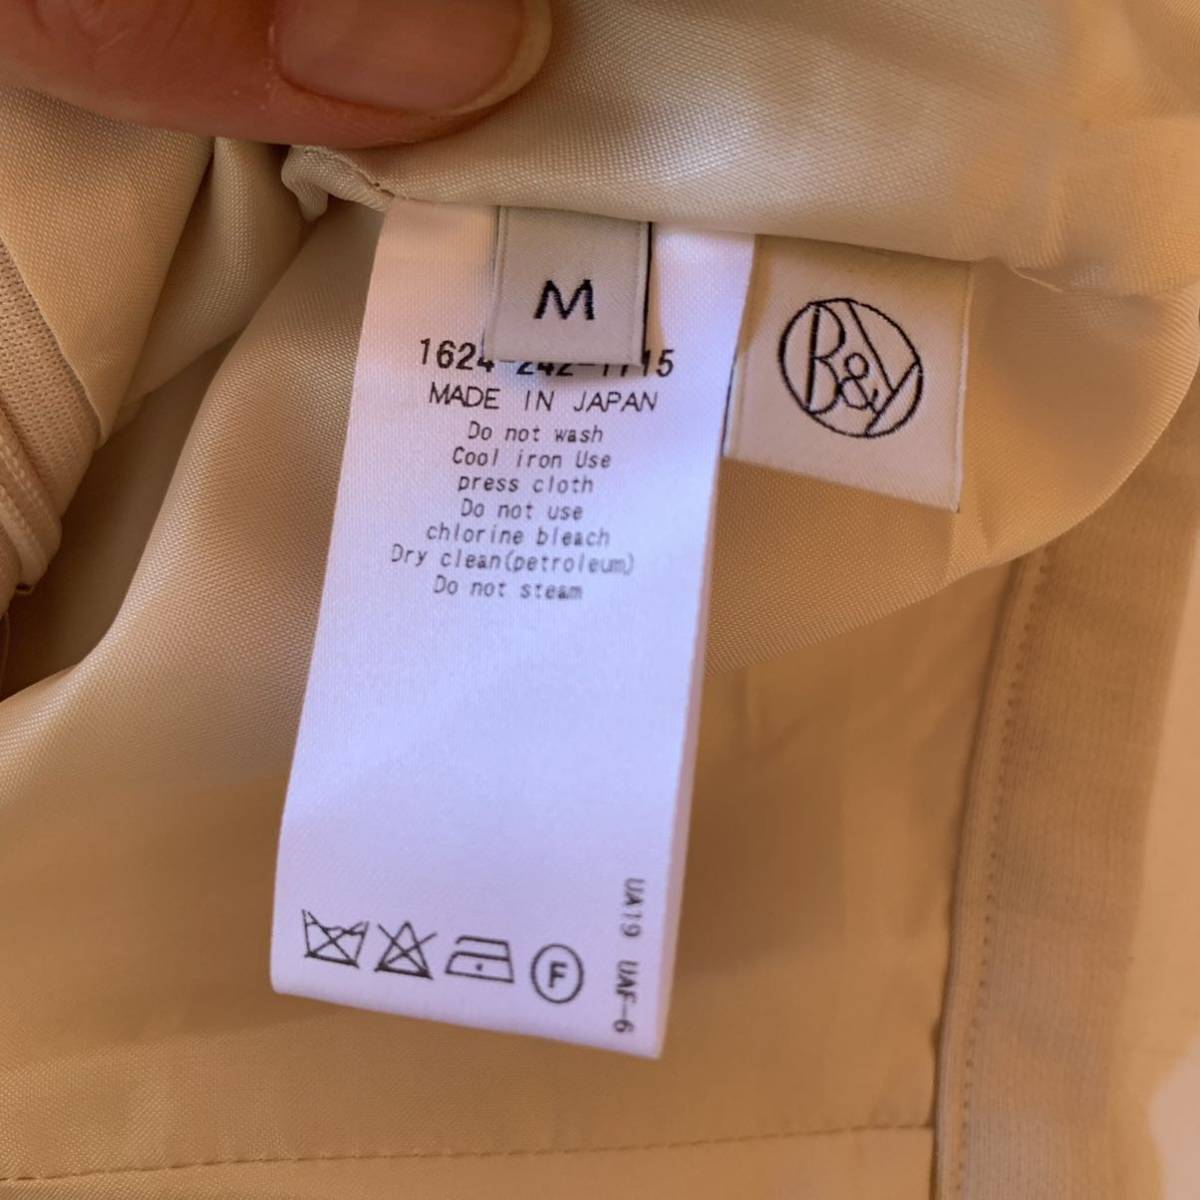 M
B&Y
MADE IN JAPAN
Do not wash
Cool iron Use
press cloth
Do not use
chlorine bleach
Dry clean(petroleum)
Do not steam
F
UA19 UAF-6